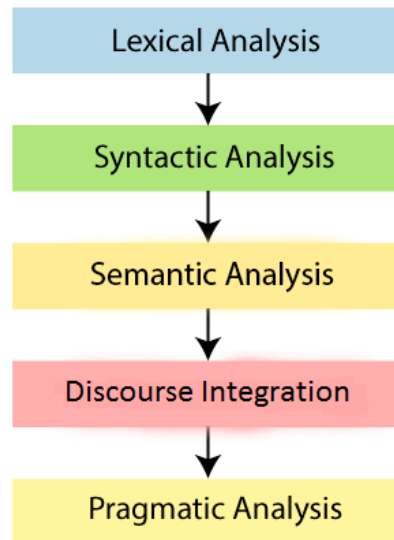 Lexical Analysis
Syntactic Analysis
Semantic Analysis
Discourse Integration
Pragmatic Analysis